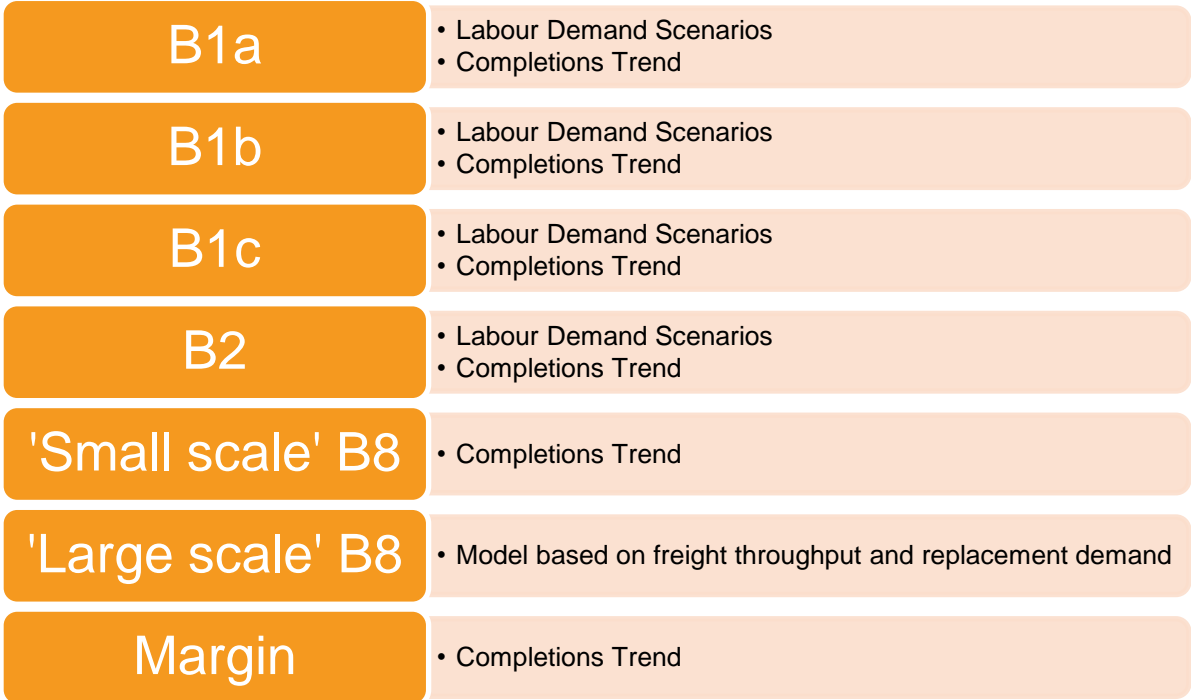 B1a
• Labour Demand Scenarios
• Completions Trend
B1b
• Labour Demand Scenarios
• Completions Trend
B1c
• Labour Demand Scenarios
• Completions Trend
B2
• Labour Demand Scenarios
• Completions Trend
'Small scale' B8
• Completions Trend
'Large scale' B8
• Model based on freight throughput and replacement demand
Margin
• Completions Trend